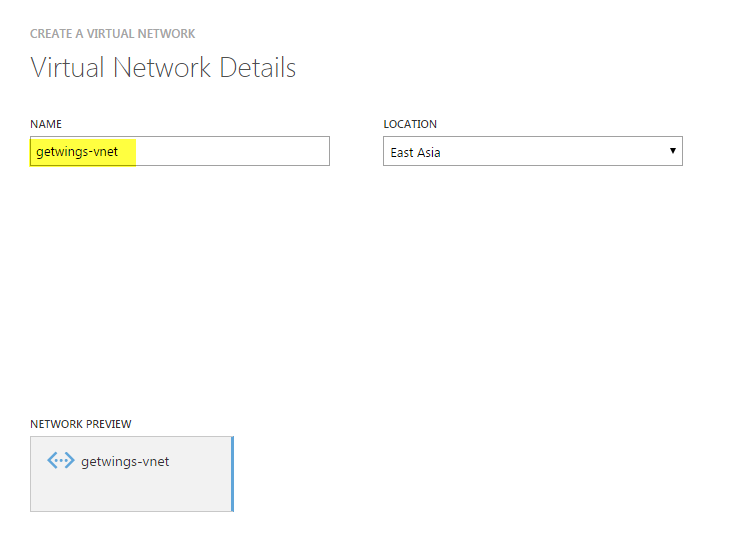 CREATE A VIRTUAL NETWORK
Virtual Network Details
NAME
LOCATION
getwings-vnet
East Asia
NETWORK PREVIEW
getwings-vnet